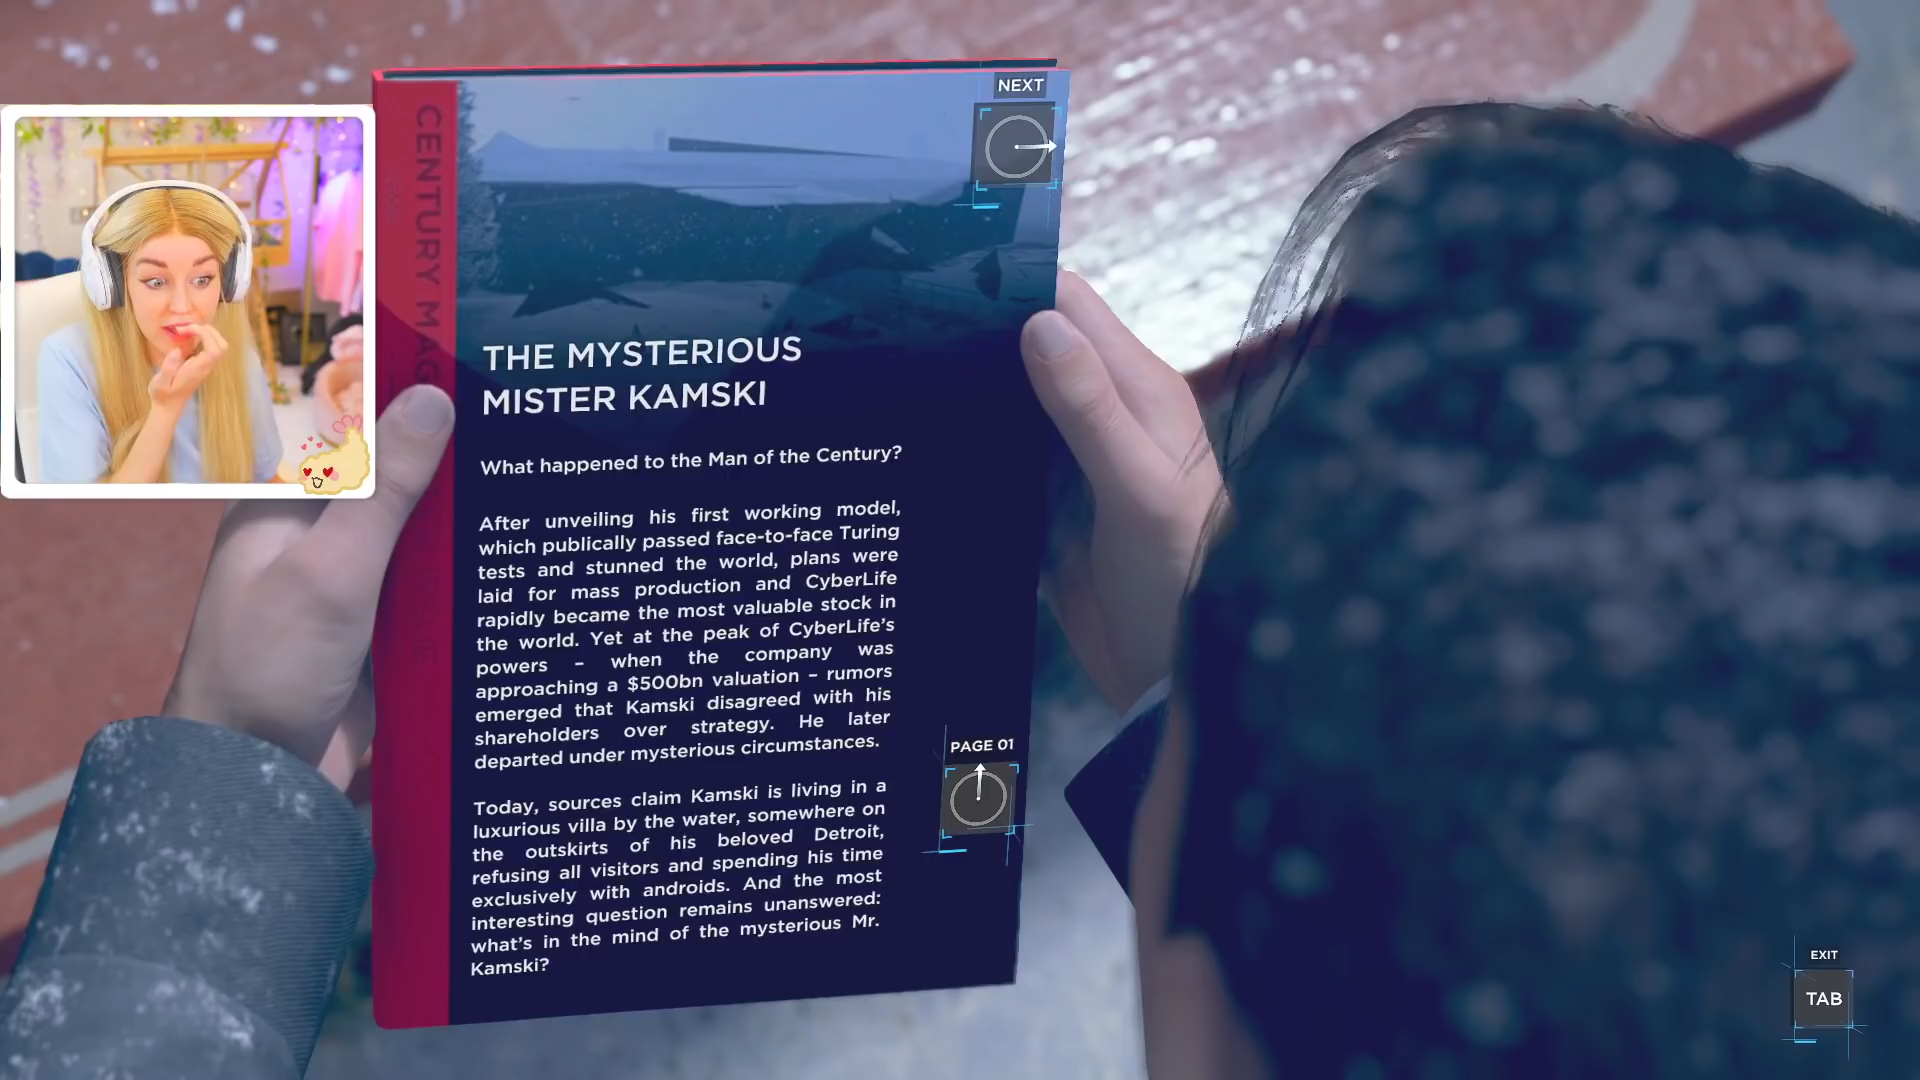 CENTURY MAG
NEXT
THE MYSTERIOUS
MISTER KAMSKI
What happened to the Man of the Century?
After unveiling his first working model,
which publically passed face-to-face Turing
tests and stunned the world, plans were
laid for mass production and CyberLife
rapidly became the most valuable stock in
the world. Yet at the peak of CyberLife's
powers – when the company was
approaching a $500bn valuation – rumors
emerged that Kamski disagreed with his
shareholders over strategy. He later
departed under mysterious circumstances.
PAGE 01
Today, sources claim Kamski is living in a
luxurious villa by the water, somewhere on
the outskirts of his beloved Detroit,
refusing all visitors and spending his time
exclusively with androids. And the most
interesting question remains unanswered:
what's in the mind of the mysterious Mr.
Kamski?
EXIT
TAB